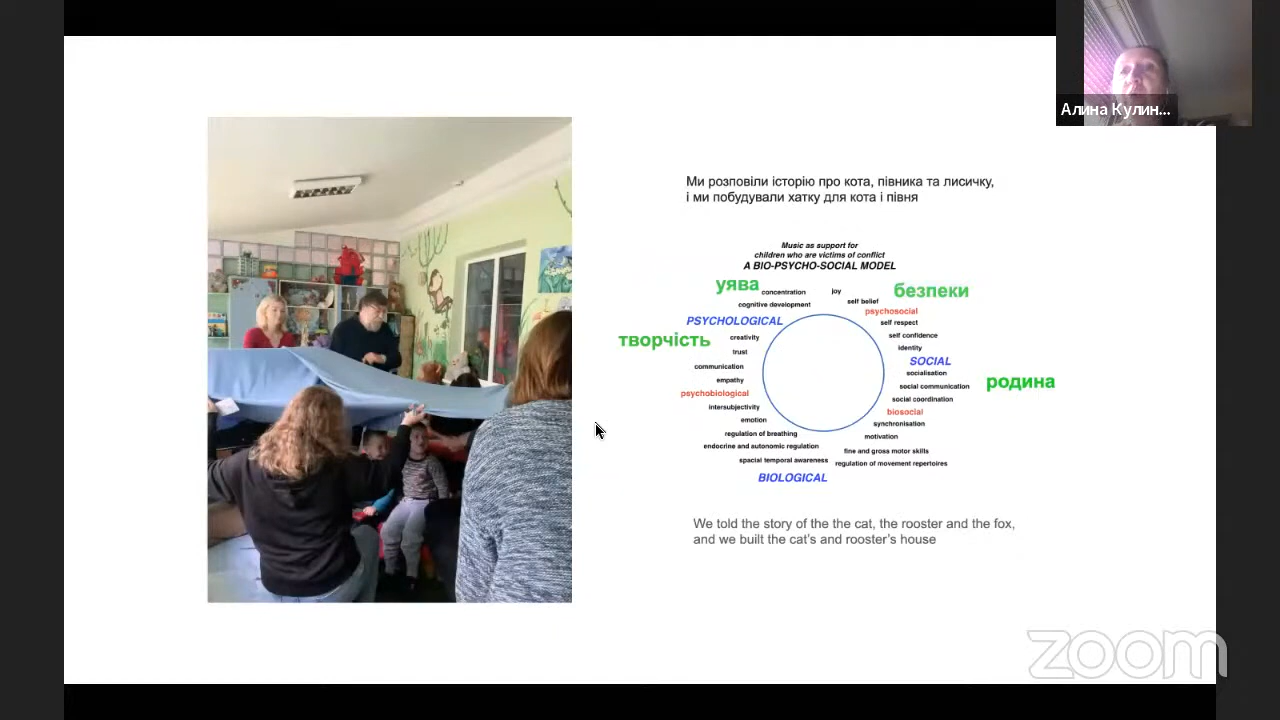 Алина Кулин...
Ми розповіли історію про кота, півника та лисичку,
і ми побудували хатку для кота і півня
Music as support for
children who are victims of conflict
A BIO-PSYCHO-SOCIAL MODEL
уява
concentration
cognitive development
PSYCHOLOGICAL
творчість
creativity
trust
communication
empathy
psychobiological
intersubjectivity
emotion
regulation of breathing
endocrine and autonomic regulation
spacial temporal awareness
BIOLOGICAL
joy
безпеки
self belief
psychosocial
self respect
self confidence
identity
SOCIAL
socialisation
родина
social communication
social coordination
biosocial
synchronisation
motivation
fine and gross motor skills
regulation of movement repertoires
We told the story of the the cat, the rooster and the fox,
and we built the cat's and rooster's house
zoom